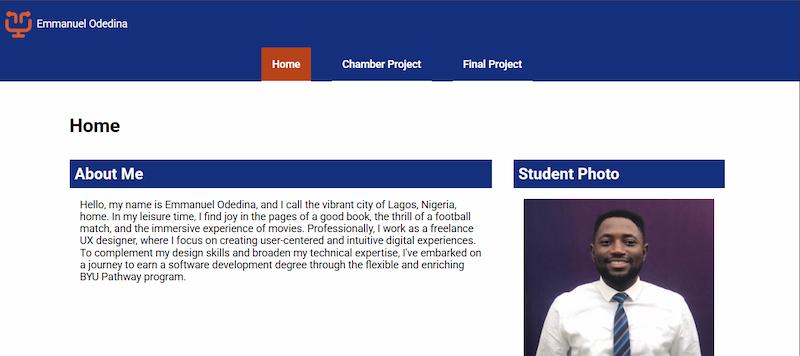 Emmanuel Odedina
Home
Chamber Project
Final Project
Home
About Me
Hello, my name is Emmanuel Odedina, and I call the vibrant city of Lagos, Nigeria,
home. In my leisure time, I find joy in the pages of a good book, the thrill of a football
match, and the immersive experience of movies. Professionally, I work as a freelance
UX designer, where I focus on creating user-centered and intuitive digital experiences.
To complement my design skills and broaden my technical expertise, I've embarked on
a journey to earn a software development degree through the flexible and enriching
BYU Pathway program.
Student Photo